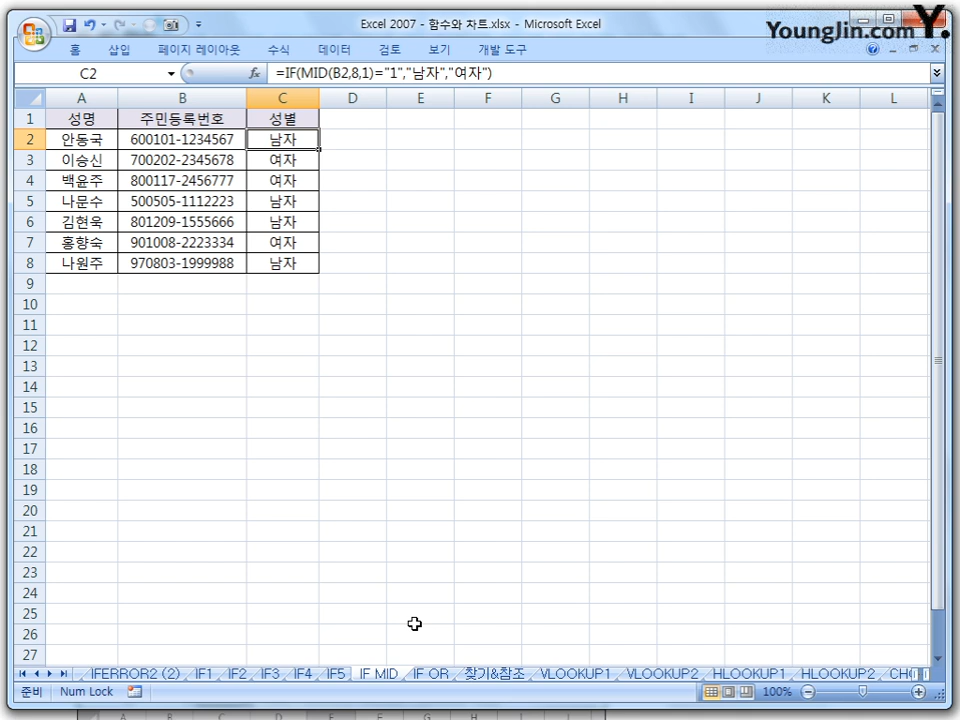 Excel 2007 - 함수와 차트.xlsx - Microsoft Excel
YoungJin.com Y.
홈 삽입 페이지 레이아웃 수식 데이터 검토 보기 개발 도구
C2 fx =IF(MID(B2,8,1)="1","남자","여자")
A B C D E F G H I J K L
1 성명 주민등록번호 성별
2 안동국 600101-1234567 남자
3 이승신 700202-2345678 여자
4 백윤주 800117-2456777 여자
5 나문수 500505-1112223 남자
6 김현욱 801209-1555666 남자
7 홍향숙 901008-2223334 여자
8 나원주 970803-1999988 남자
9
10
11
12
13
14
15
16
17
18
19
20
21
22
23
24
25
26
27
IFERROR2 (2) IF1 IF2 IF3 IF4 IF5 IF MID IF OR 찾기&참조 VLOOKUP1 VLOOKUP2 HLOOKUP1 HLOOKUP2 CHO
준비 Num Lock 100%